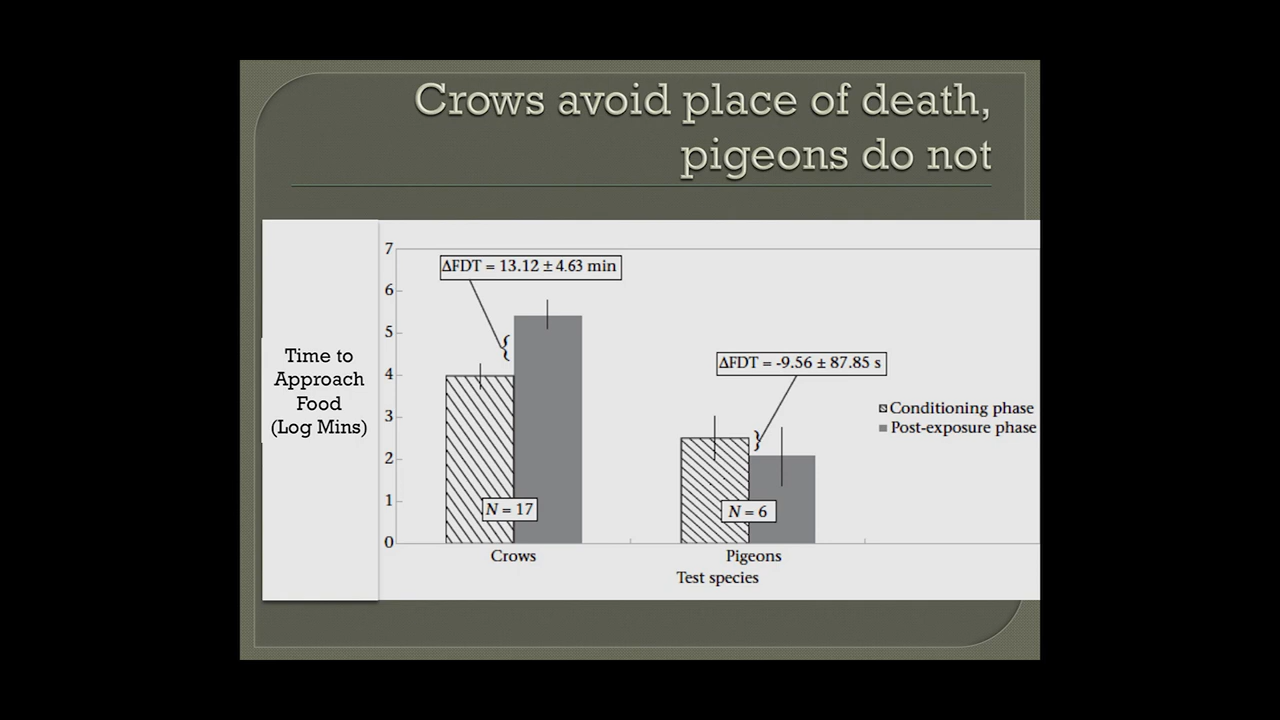 Crows avoid place of death,
pigeons do not
Time to
Approach
Food
(Log Mins)
7
6
5
4
3
2
1
0
ΔFDT = 13.12 ± 4.63 min
ΔFDT = -9.56 ± 87.85 s
Conditioning phase
Post-exposure phase
N = 17
N = 6
Crows
Pigeons
Test species